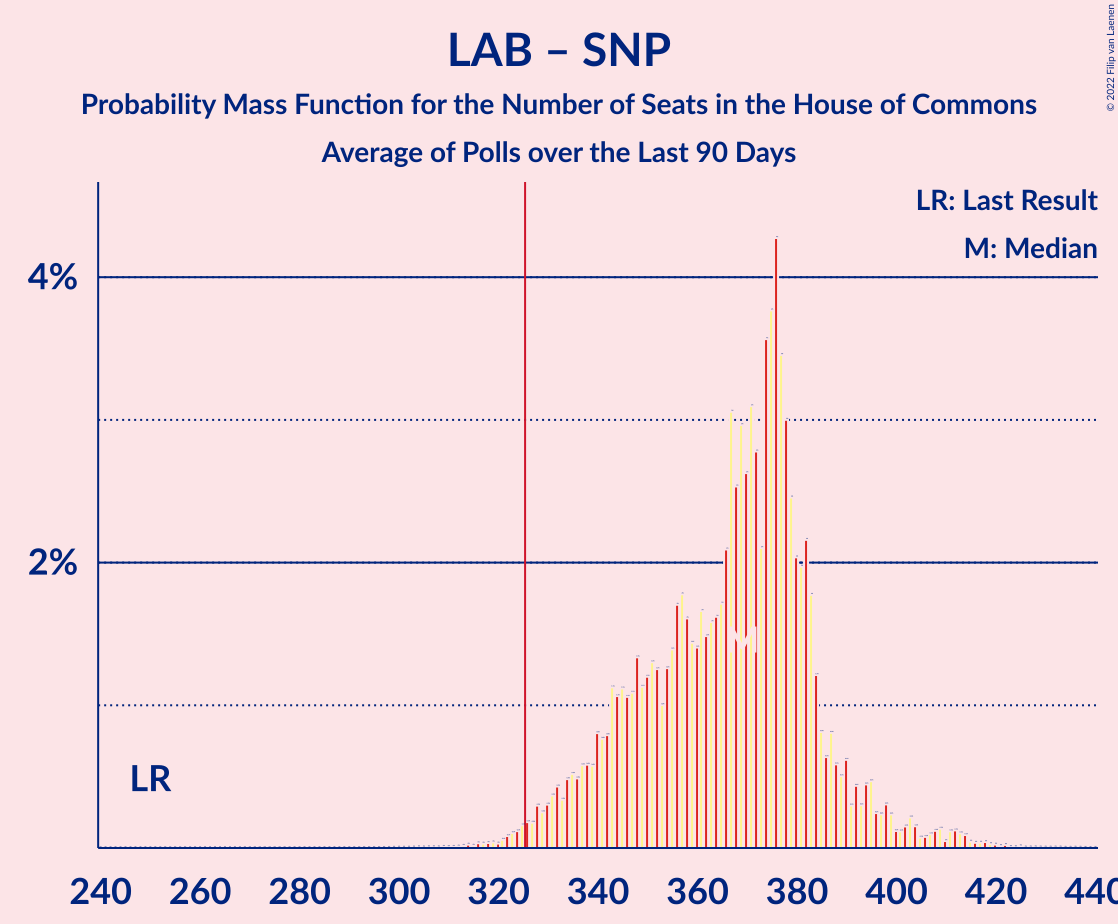 LAB – SNP
Probability Mass Function for the Number of Seats in the House of Commons
Average of Polls over the Last 90 Days
© 2022 Filip van Laenen
LR: Last Result
M: Median
4%
2%
LR
M
240 260 280 300 320 340 360 380 400 420 440